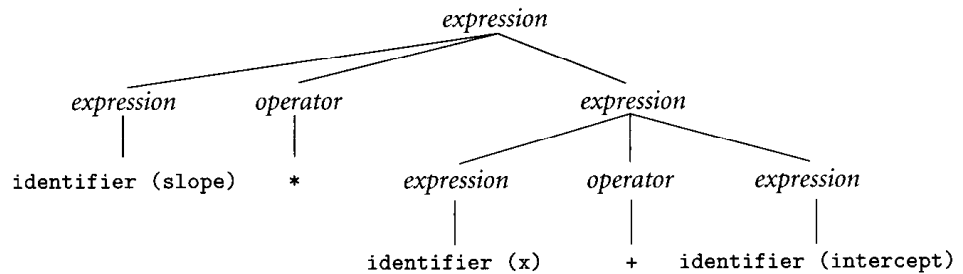 expression
expression operator expression
identifier (slope) * expression operator expression
identifier (x) + identifier (intercept)